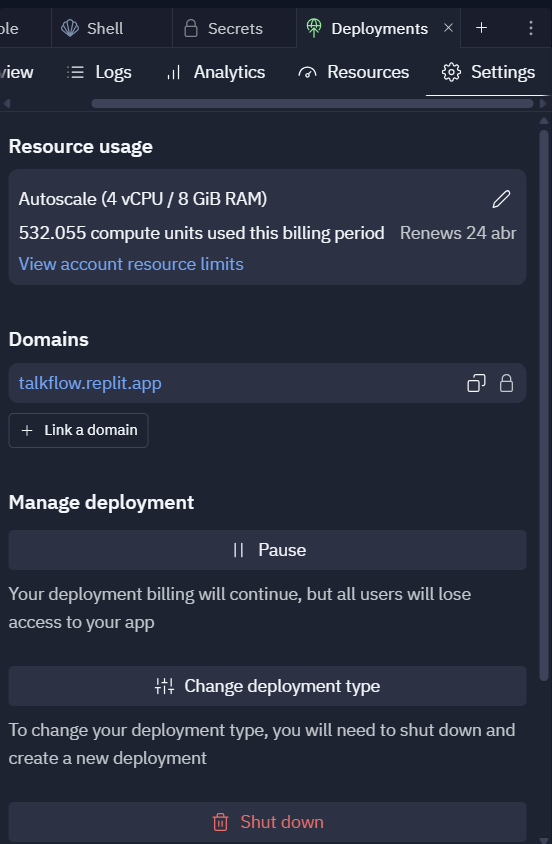 Shell
Secrets
Deployments
Logs
Analytics
Resources
Settings
Resource usage
Autoscale (4 vCPU / 8 GiB RAM)
532.055 compute units used this billing period Renews 24 abr
View account resource limits
Domains
talkflow.replit.app
+ Link a domain
Manage deployment
Pause
Your deployment billing will continue, but all users will lose
access to your app
Change deployment type
To change your deployment type, you will need to shut down and
create a new deployment
Shut down